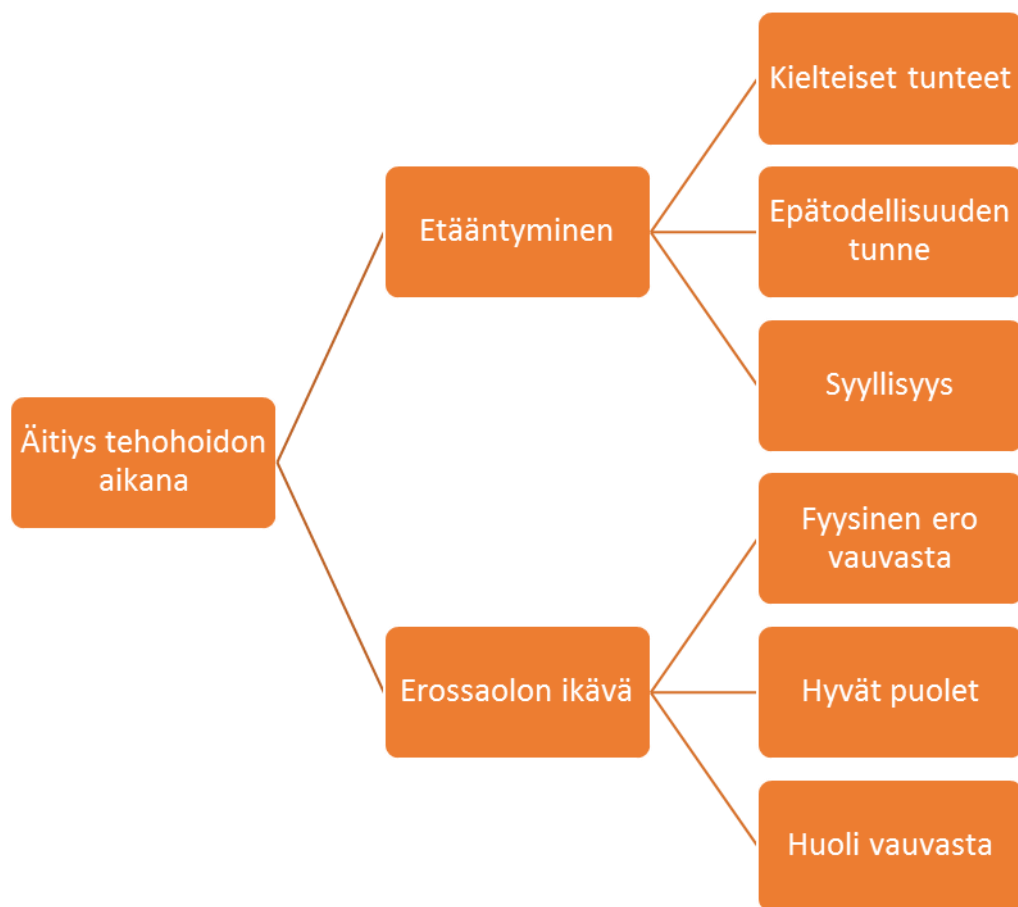 Äitiys tehohoidon
aikana
Etääntyminen
Kielteiset tunteet
Epätodellisuuden
tunne
Syyllisyys
Erossaolon ikävä
Fyysinen ero
vauvasta
Hyvät puolet
Huoli vauvasta